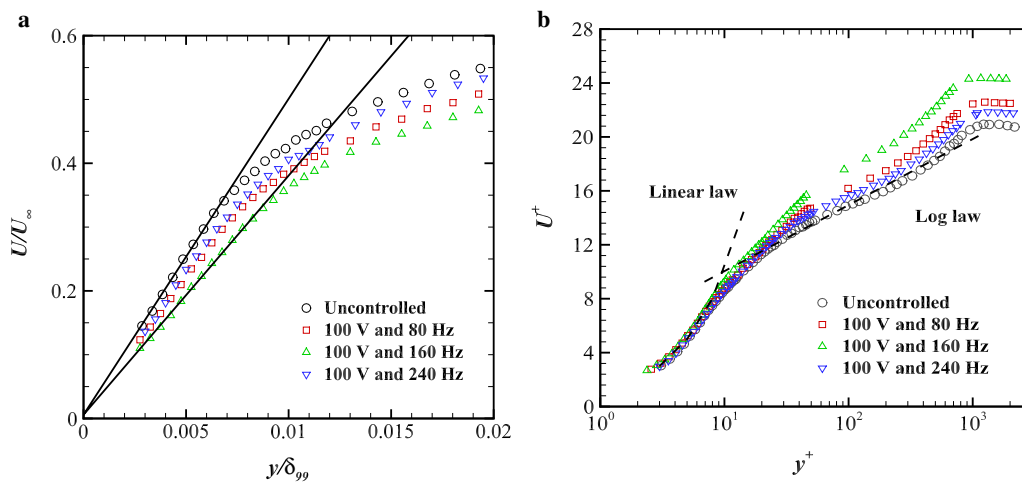 a
0.6
0.4
0.2
0
0
0.005
0.01
0.015
0.02
U/U∞
y/δ99
Uncontrolled
100 V and 80 Hz
100 V and 160 Hz
100 V and 240 Hz
b
28
24
20
16
12
8
4
0
10^0
10^1
10^2
10^3
U+
y+
Linear law
Log law
Uncontrolled
100 V and 80 Hz
100 V and 160 Hz
100 V and 240 Hz